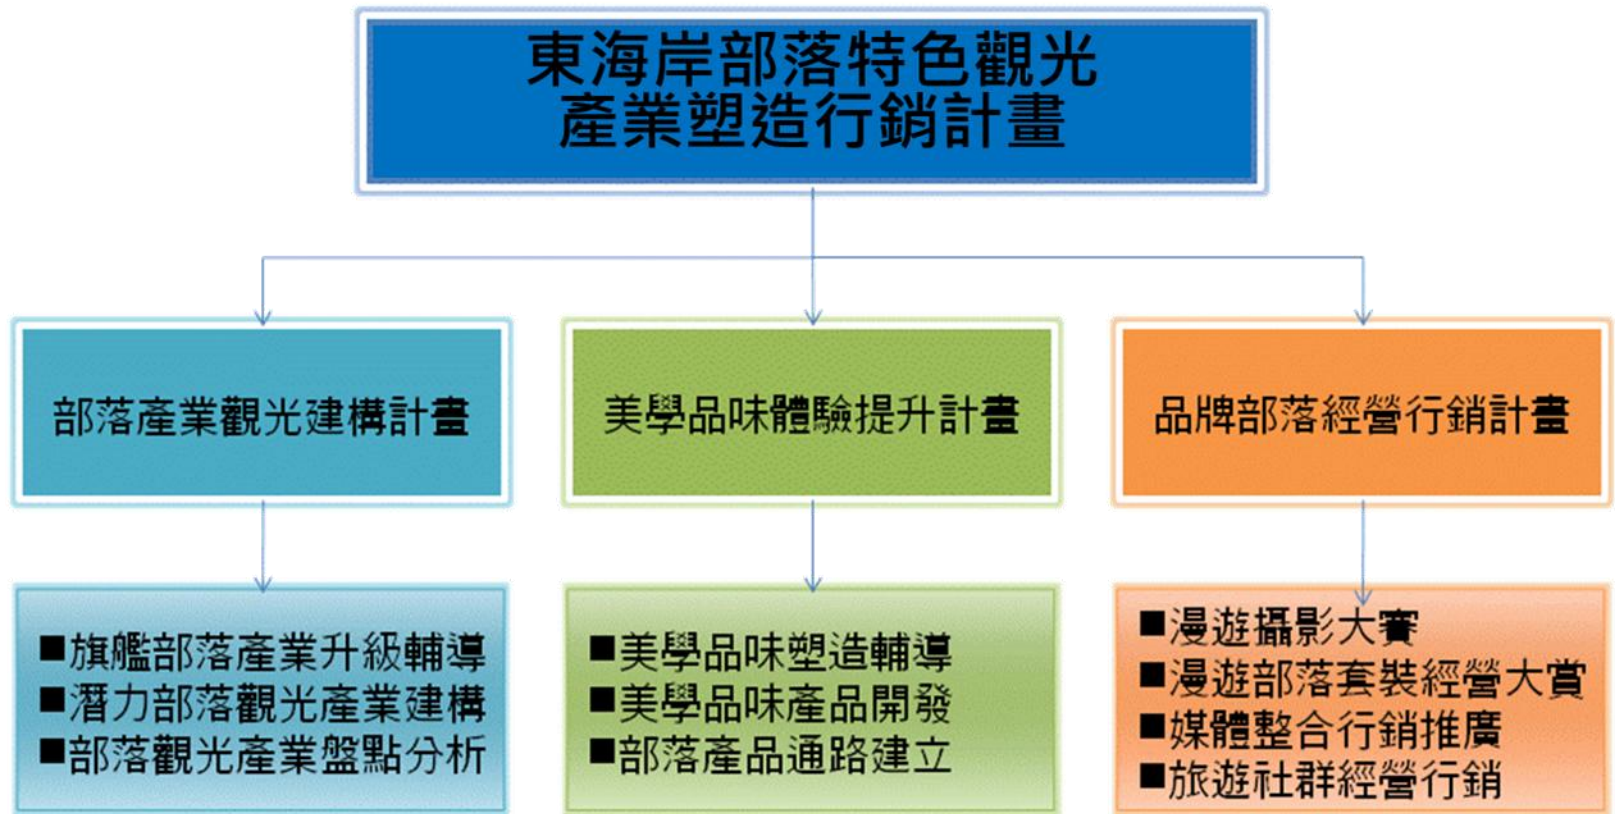 東海岸部落特色觀光
產業塑造行銷計畫
部落產業觀光建構計畫
美學品味體驗提升計畫
品牌部落經營行銷計畫
■旗艦部落產業升級輔導
■潛力部落觀光產業建構
■部落觀光產業盤點分析
■美學品味塑造輔導
■美學品味產品開發
■部落產品通路建立
■漫遊攝影大賽
■漫遊部落套裝經營大賞
■媒體整合行銷推廣
■旅遊社群經營行銷